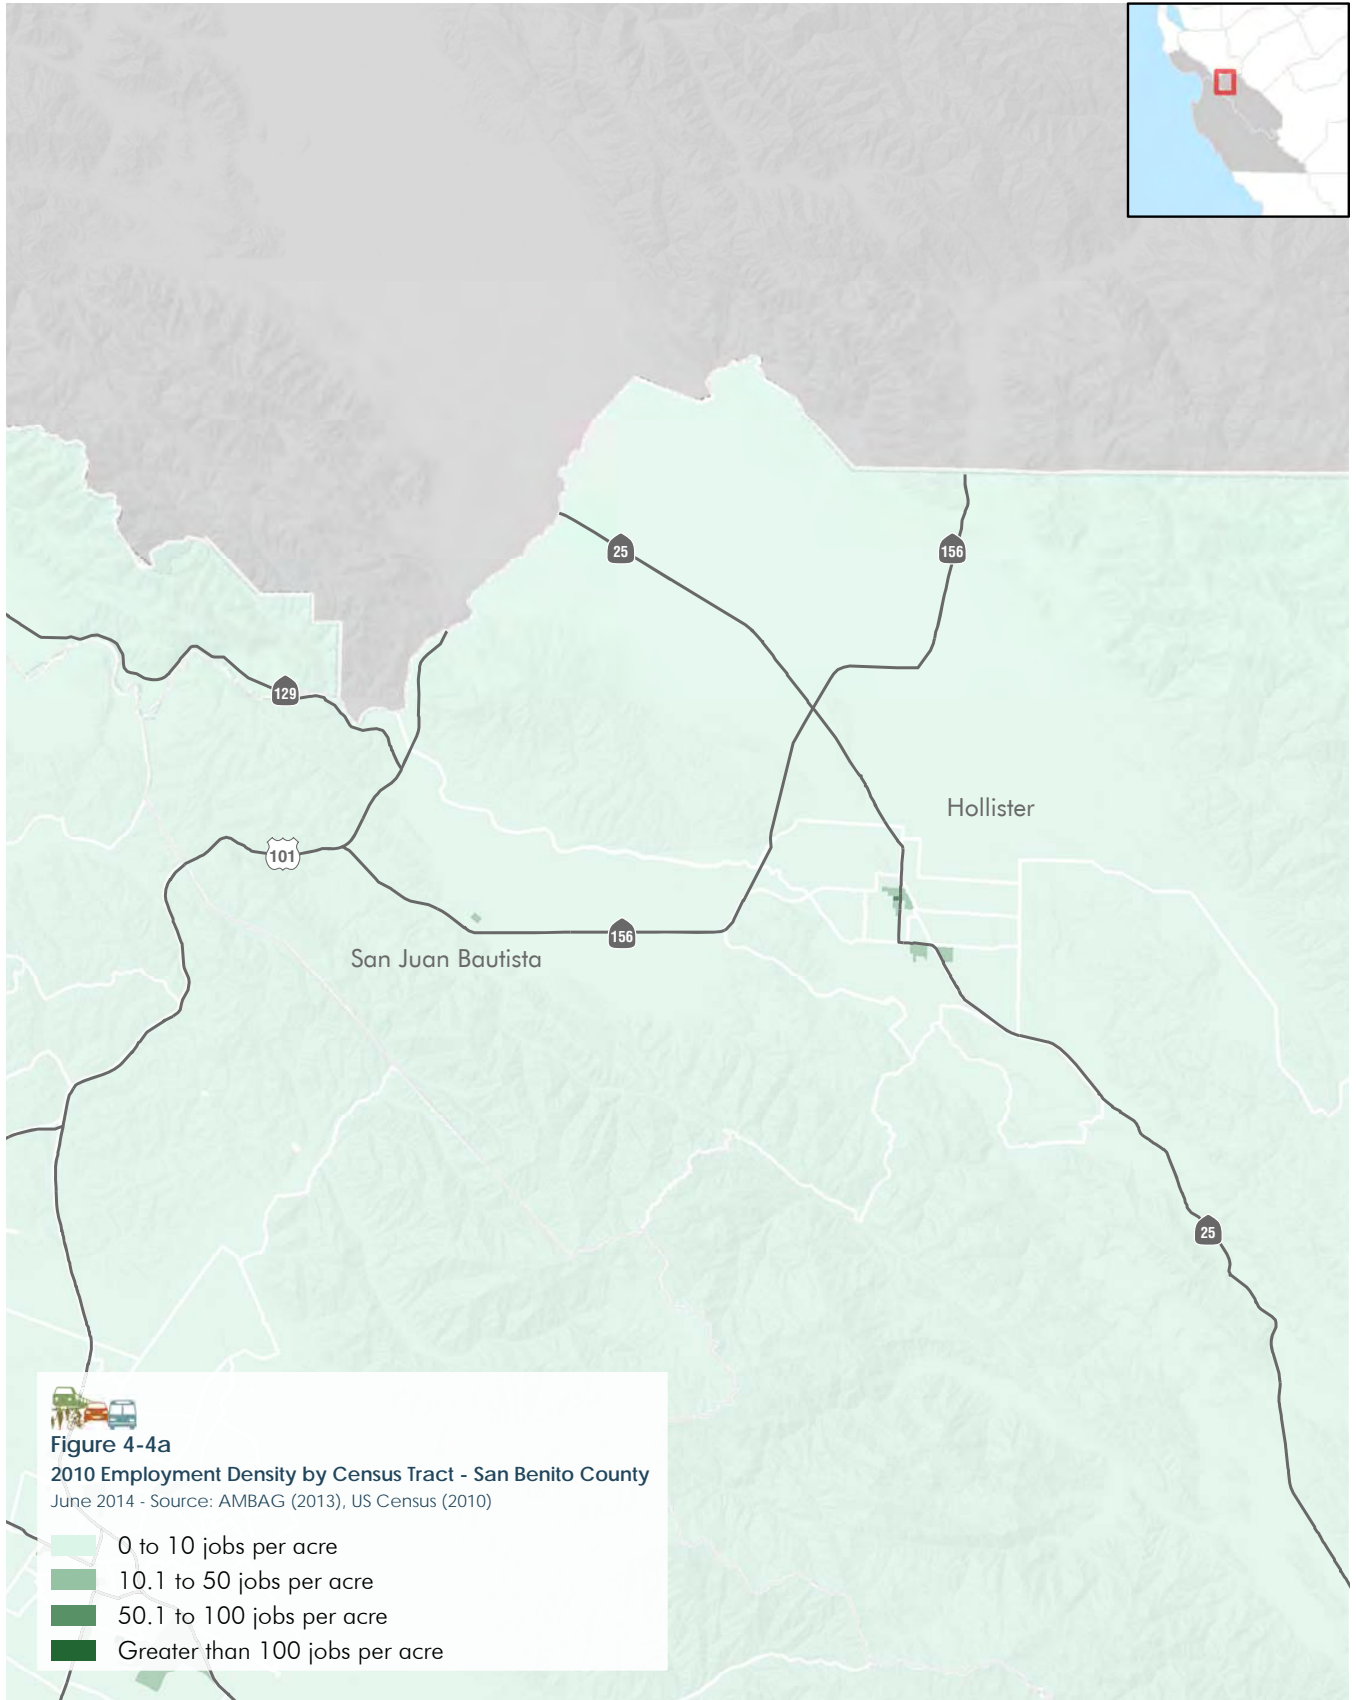 25
156
129
Hollister
101
156
San Juan Bautista
25
Figure 4-4a
2010 Employment Density by Census Tract - San Benito County
June 2014 - Source: AMBAG (2013), US Census (2010)
0 to 10 jobs per acre
10.1 to 50 jobs per acre
50.1 to 100 jobs per acre
Greater than 100 jobs per acre